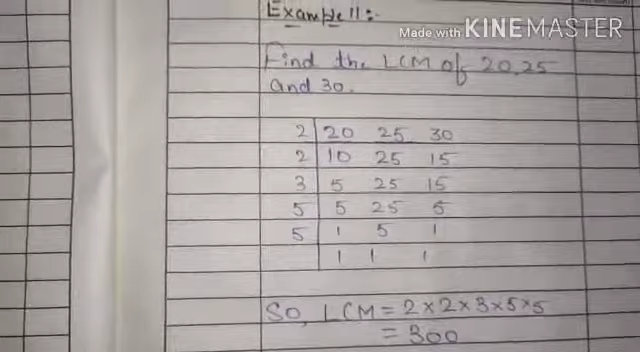 Example 11:-
Made with KINEMASTER
Find the LCM of 20, 25
and 30.
2 | 20 25 30
2 | 10 25 15
3 | 5 25 15
5 | 5 25 5
5 | 1 5 1
| 1 1 1
So, LCM = 2×2×3×5×5
= 300